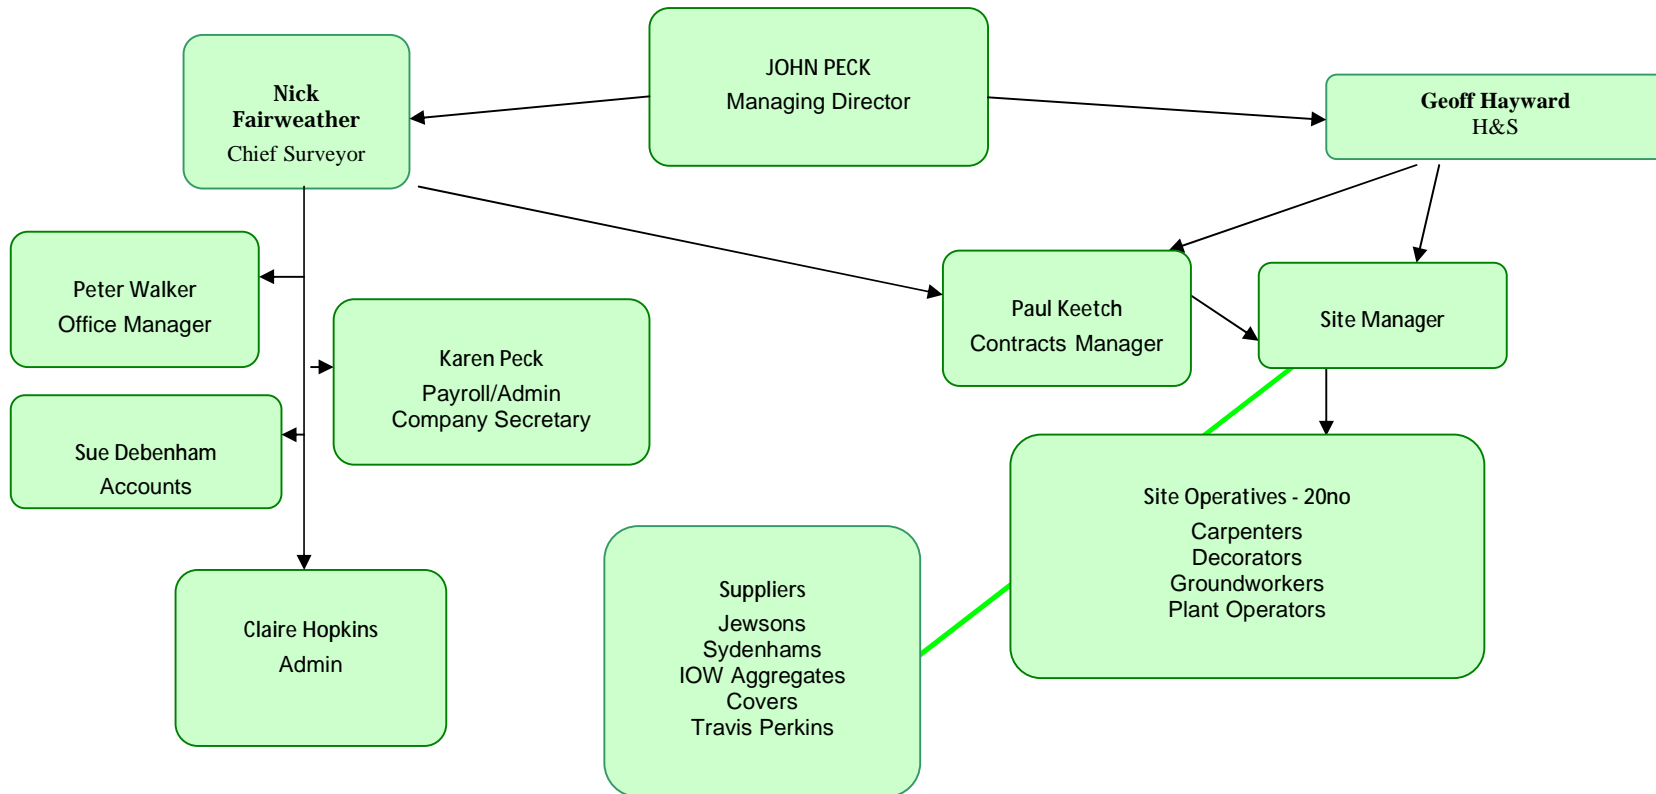 JOHN PECK
Managing Director
Nick
Fairweather
Chief Surveyor
Geoff Hayward
H&S
Peter Walker
Office Manager
Karen Peck
Payroll/Admin
Company Secretary
Paul Keetch
Contracts Manager
Site Manager
Sue Debenham
Accounts
Site Operatives - 20no
Carpenters
Decorators
Groundworkers
Plant Operators
Claire Hopkins
Admin
Suppliers
Jewsons
Sydenhams
IOW Aggregates
Covers
Travis Perkins